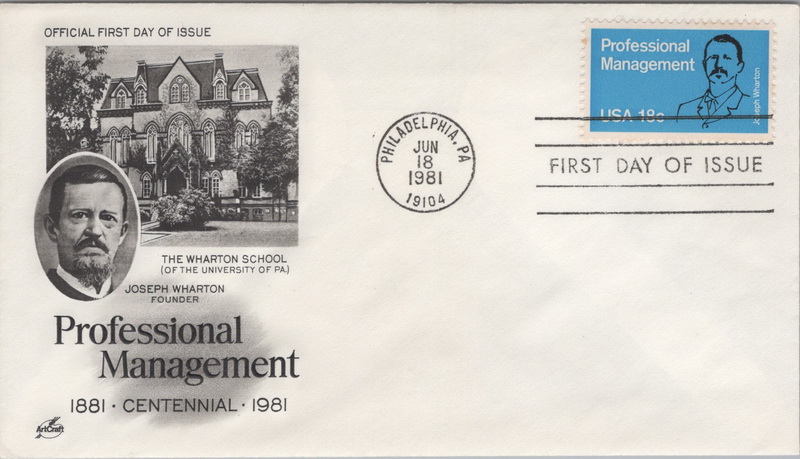 OFFICIAL FIRST DAY OF ISSUE
THE WHARTON SCHOOL
(OF THE UNIVERSITY OF PA.)
JOSEPH WHARTON
FOUNDER
Professional
Management
1881 · CENTENNIAL · 1981
ArtCraft
PHILADELPHIA, PA
JUN
18
1981
19104
Professional
Management
USA 18c
Joseph Wharton
FIRST DAY OF ISSUE